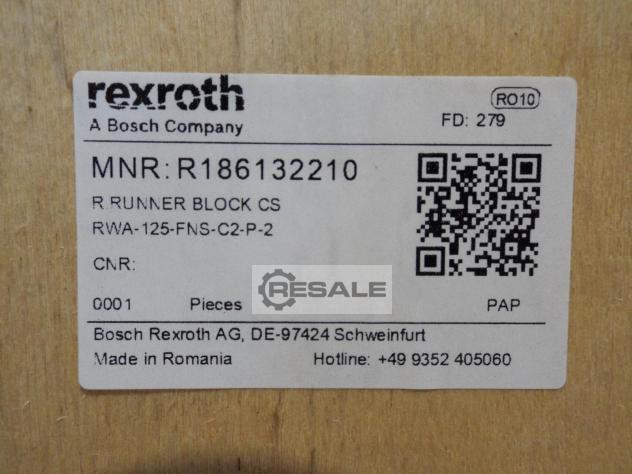 rexroth
A Bosch Company
RO10
FD: 279
MNR: R186132210
R.RUNNER BLOCK CS
RWA-125-FNS-C2-P-2
CNR:
0001 Pieces RESALE PAP
Bosch Rexroth AG, DE-97424 Schweinfurt
Made in Romania Hotline: +49 9352 405060